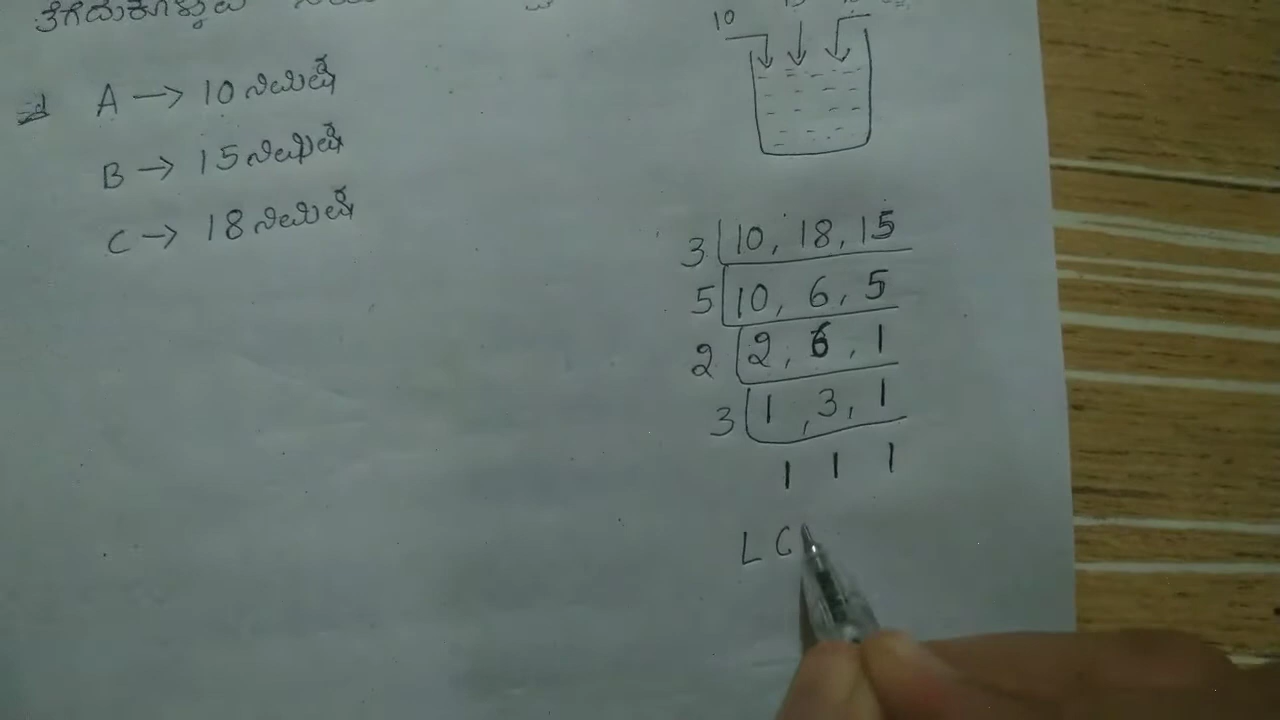 ತೆಗೆದುಕೊಳ್ಳುವ
10
A → 10 ನಿಮಿಷ
B → 15 ನಿಮಿಷ
C → 18 ನಿಮಿಷ
3 10, 18, 15
5 10, 6, 5
2 2, 6, 1
3 1, 3, 1
1 1 1
L C